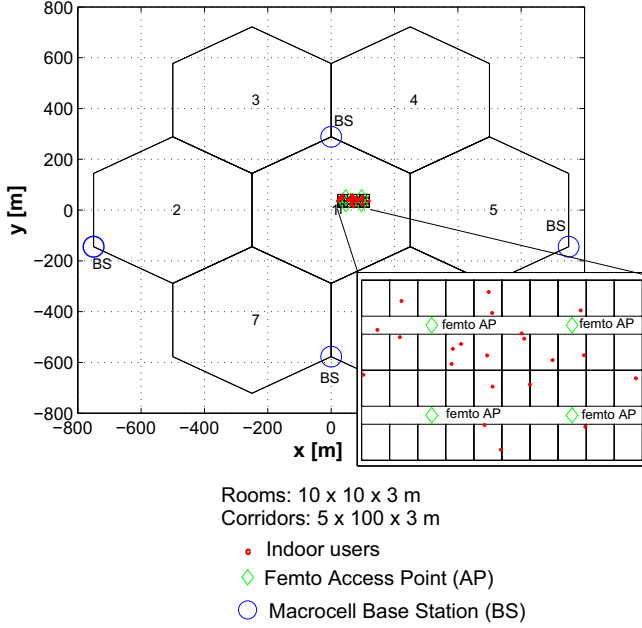 800
600
400
200
0
−200
−400
−600
−800
y [m]
−800
−600
−400
−200
0
x [m]
3
4
BS
2
5
BS
BS
7
BS
femto AP
femto AP
femto AP
femto AP
Rooms: 10 x 10 x 3 m
Corridors: 5 x 100 x 3 m
Indoor users
Femto Access Point (AP)
Macrocell Base Station (BS)